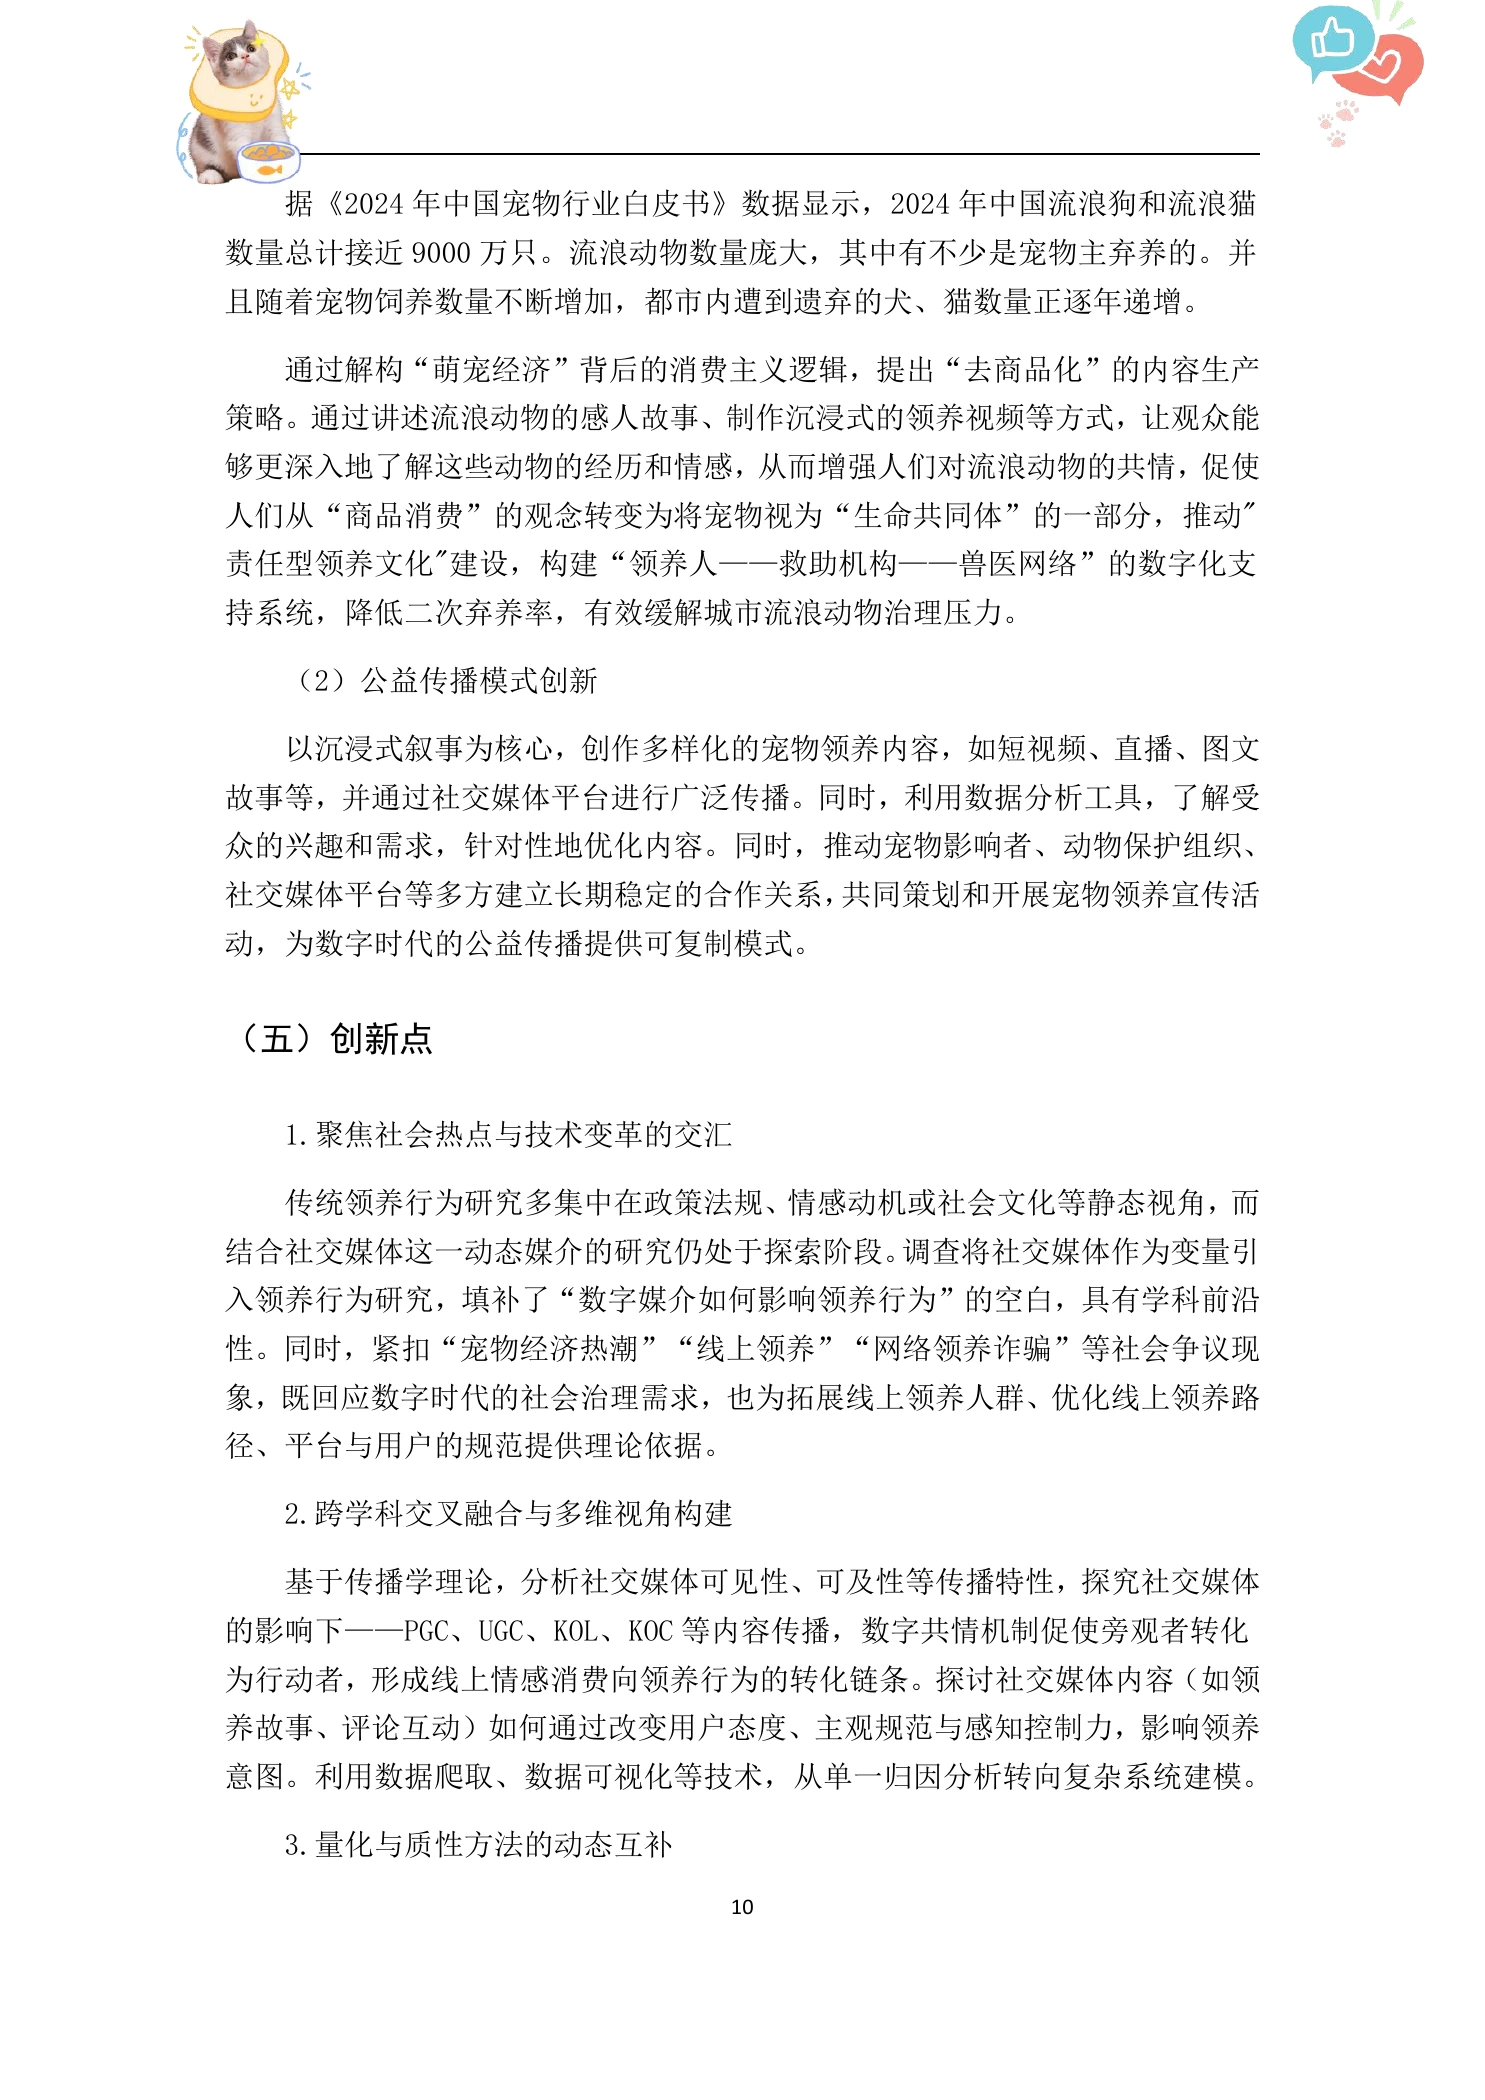 据《2024 年中国宠物行业白皮书》数据显示，2024 年中国流浪狗和流浪猫
数量总计接近 9000 万只。流浪动物数量庞大，其中有不少是宠物主弃养的。并
且随着宠物饲养数量不断增加，都市内遭到遗弃的犬、猫数量正逐年递增。
通过解构“萌宠经济”背后的消费主义逻辑，提出“去商品化”的内容生产
策略。通过讲述流浪动物的感人故事、制作沉浸式的领养视频等方式，让观众能
够更深入地了解这些动物的经历和情感，从而增强人们对流浪动物的共情，促使
人们从“商品消费”的观念转变为将宠物视为“生命共同体”的一部分，推动"
责任型领养文化"建设，构建“领养人——救助机构——兽医网络”的数字化支
持系统，降低二次弃养率，有效缓解城市流浪动物治理压力。
（2）公益传播模式创新
以沉浸式叙事为核心，创作多样化的宠物领养内容，如短视频、直播、图文
故事等，并通过社交媒体平台进行广泛传播。同时，利用数据分析工具，了解受
众的兴趣和需求，针对性地优化内容。同时，推动宠物影响者、动物保护组织、
社交媒体平台等多方建立长期稳定的合作关系，共同策划和开展宠物领养宣传活
动，为数字时代的公益传播提供可复制模式。
（五）创新点
1.聚焦社会热点与技术变革的交汇
传统领养行为研究多集中在政策法规、情感动机或社会文化等静态视角，而
结合社交媒体这一动态媒介的研究仍处于探索阶段。调查将社交媒体作为变量引
入领养行为研究，填补了“数字媒介如何影响领养行为”的空白，具有学科前沿
性。同时，紧扣“宠物经济热潮”“线上领养”“网络领养诈骗”等社会争议现
象，既回应数字时代的社会治理需求，也为拓展线上领养人群、优化线上领养路
径、平台与用户的规范提供理论依据。
2.跨学科交叉融合与多维视角构建
基于传播学理论，分析社交媒体可见性、可及性等传播特性，探究社交媒体
的影响下——PGC、UGC、KOL、KOC 等内容传播，数字共情机制促使旁观者转化
为行动者，形成线上情感消费向领养行为的转化链条。探讨社交媒体内容（如领
养故事、评论互动）如何通过改变用户态度、主观规范与感知控制力，影响领养
意图。利用数据爬取、数据可视化等技术，从单一归因分析转向复杂系统建模。
3.量化与质性方法的动态互补
10